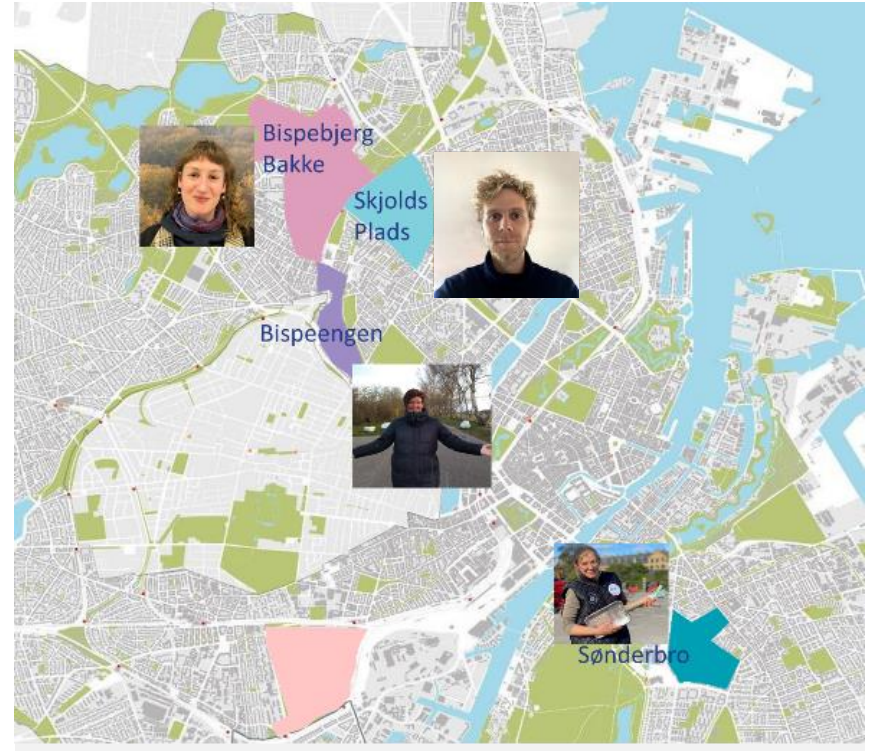 Bispebjerg
Bakke
Skjolds
Plads
Bispeengen
Sønderbro